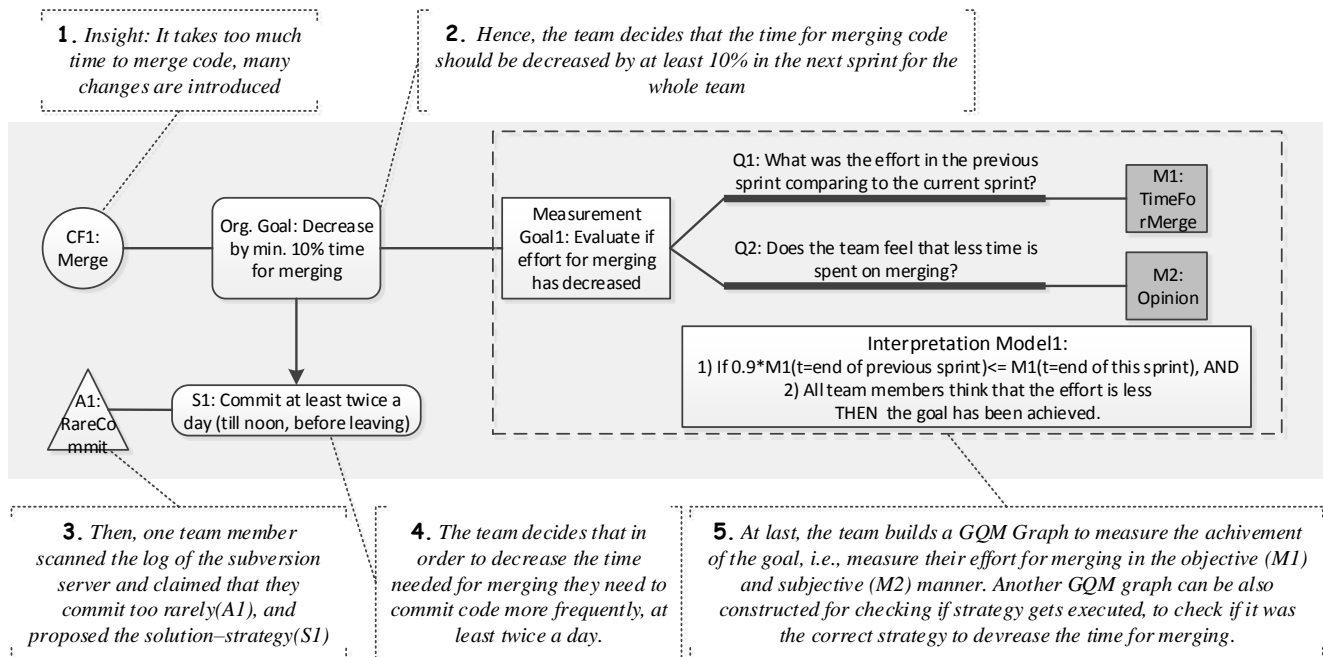 1. Insight: It takes too much
time to merge code, many
changes are introduced
2. Hence, the team decides that the time for merging code
should be decreased by at least 10% in the next sprint for the
whole team
CF1:
Merge
Org. Goal: Decrease
by min. 10% time
for merging
Measurement
Goal1: Evaluate if
effort for merging
has decreased
Q1: What was the effort in the previous
sprint comparing to the current sprint?
M1:
TimeFo
rMerge
Q2: Does the team feel that less time is
spent on merging?
M2:
Opinion
Interpretation Model1:
1) If 0.9*M1(t=end of previous sprint)<= M1(t=end of this sprint), AND
2) All team members think that the effort is less
THEN the goal has been achieved.
A1:
RareCo
mmit
S1: Commit at least twice a
day (till noon, before leaving)
3. Then, one team member
scanned the log of the subversion
server and claimed that they
commit too rarely(A1), and
proposed the solution–strategy(S1)
4. The team decides that in
order to decrease the time
needed for merging they need to
commit code more frequently, at
least twice a day.
5. At last, the team builds a GQM Graph to measure the achivement
of the goal, i.e., measure their effort for merging in the objective (M1)
and subjective (M2) manner. Another GQM graph can be also
constructed for checking if strategy gets executed, to check if it was
the correct strategy to devrease the time for merging.